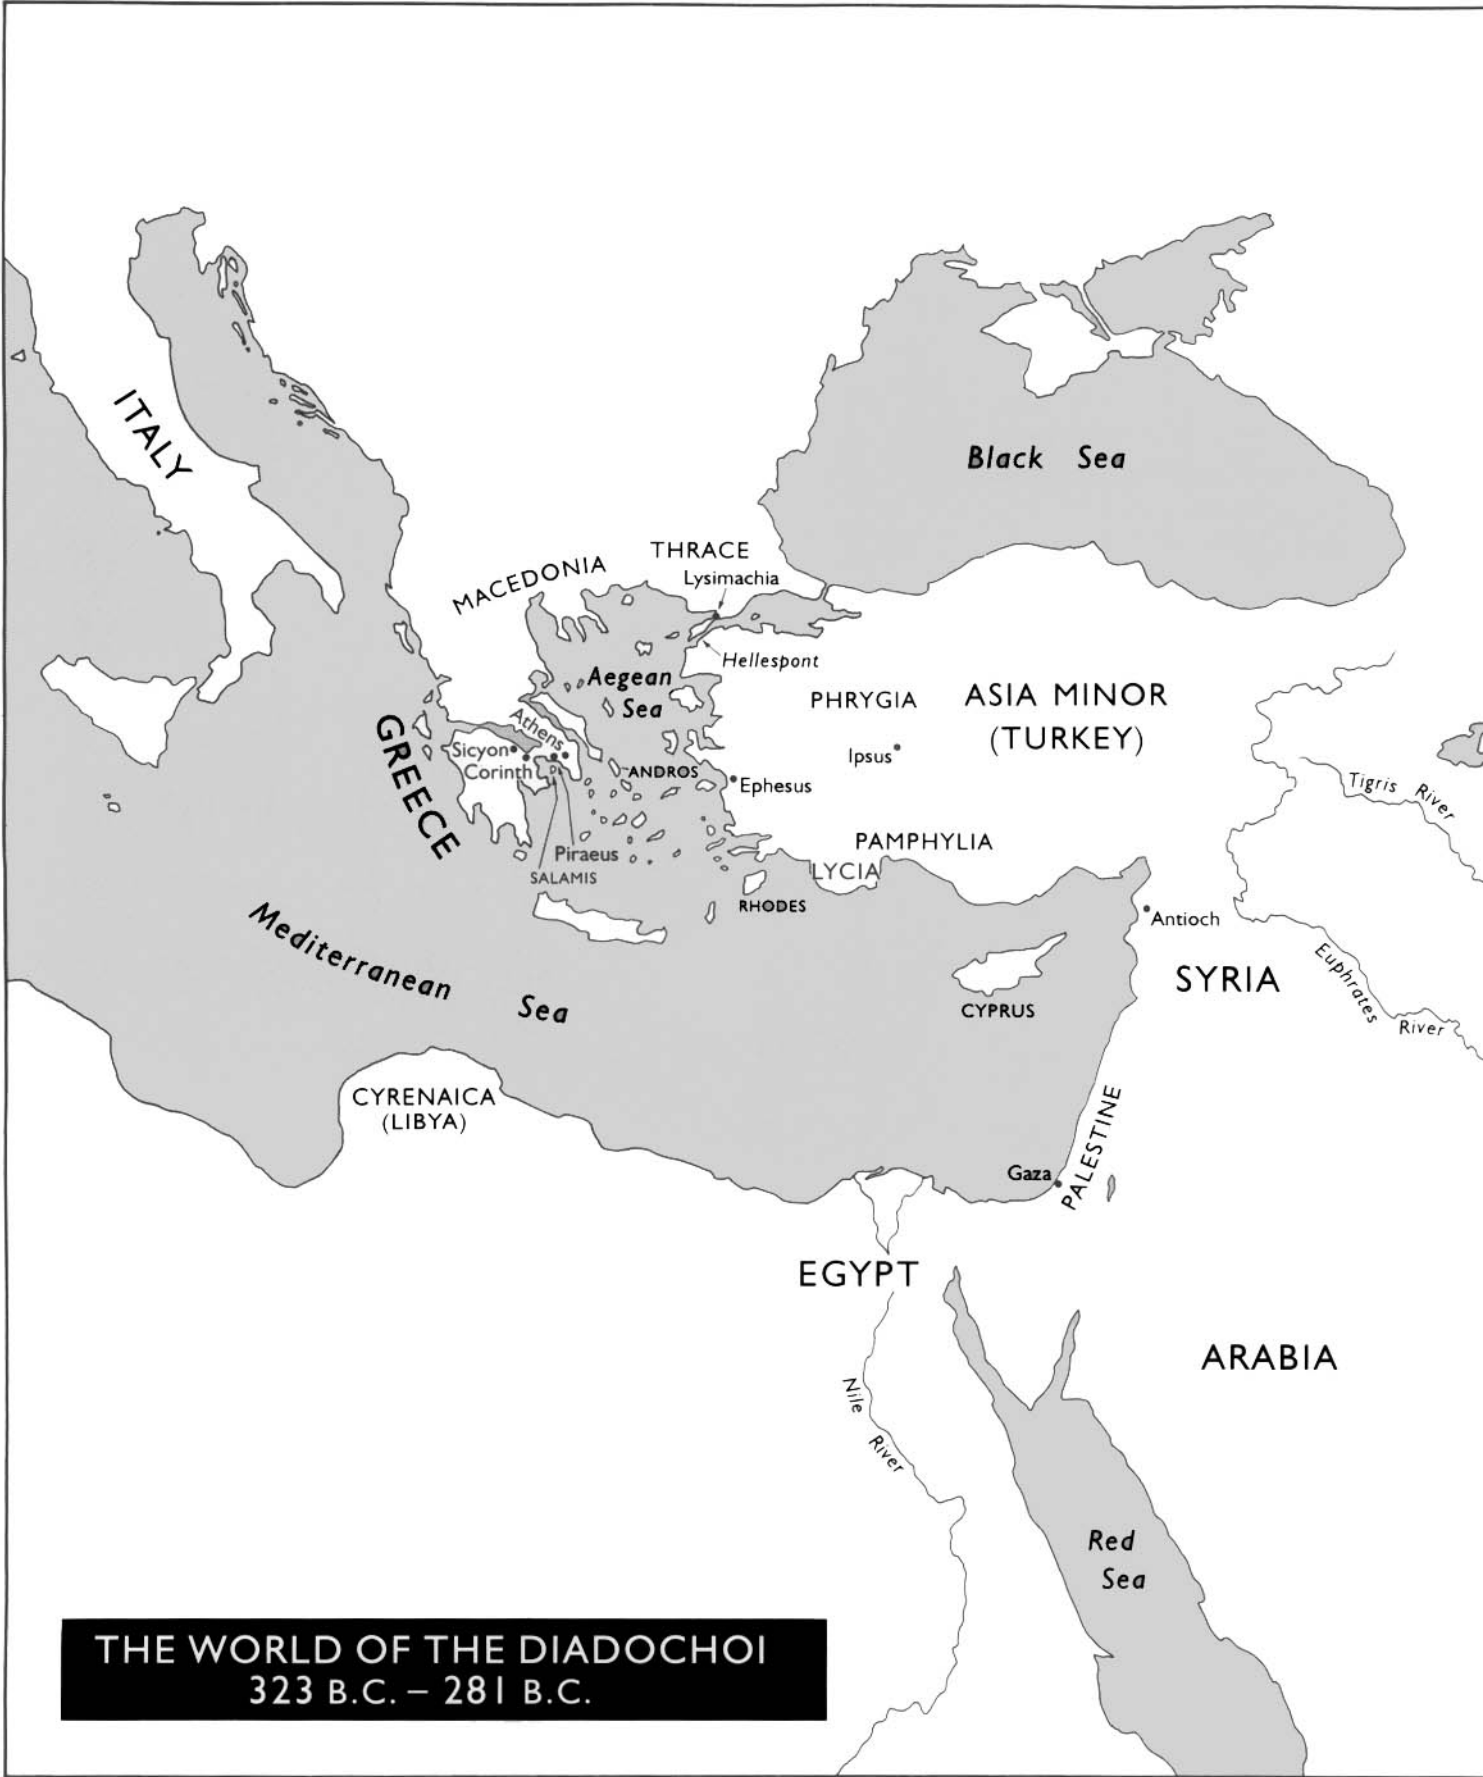 ITALY
Black Sea
THRACE
Lysimachia
MACEDONIA
Hellespont
Aegean
Sea
PHRYGIA
ASIA MINOR
(TURKEY)
GREECE
Athens
Sicyon
Corinth
ANDROS
Ipsus
Ephesus
Tigris River
Piraeus
SALAMIS
PAMPHYLIA
LYCIA
RHODES
Antioch
Mediterranean Sea
SYRIA
Euphrates River
CYPRUS
CYRENAICA
(LIBYA)
PALESTINE
Gaza
EGYPT
ARABIA
Nile River
Red
Sea
THE WORLD OF THE DIADOCHOI
323 B.C. – 281 B.C.